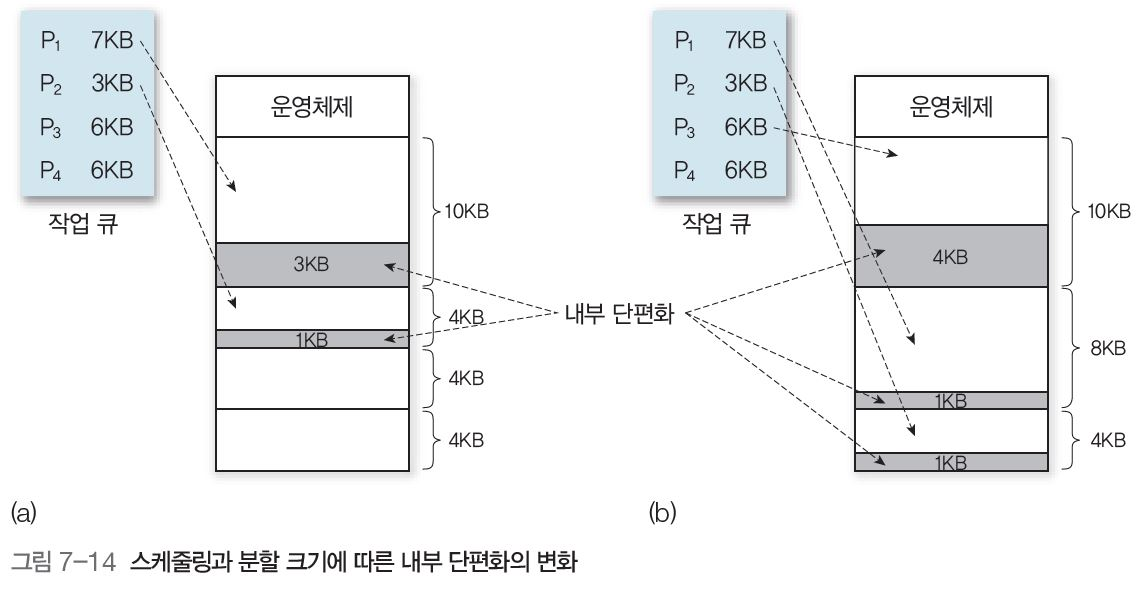 P1 7KB
P2 3KB
P3 6KB
P4 6KB
작업 큐
운영체제
3KB
1KB
10KB
4KB
4KB
4KB
내부 단편화
P1 7KB
P2 3KB
P3 6KB
P4 6KB
작업 큐
운영체제
4KB
1KB
1KB
10KB
8KB
4KB
(a)
(b)
그림 7-14 스케줄링과 분할 크기에 따른 내부 단편화의 변화